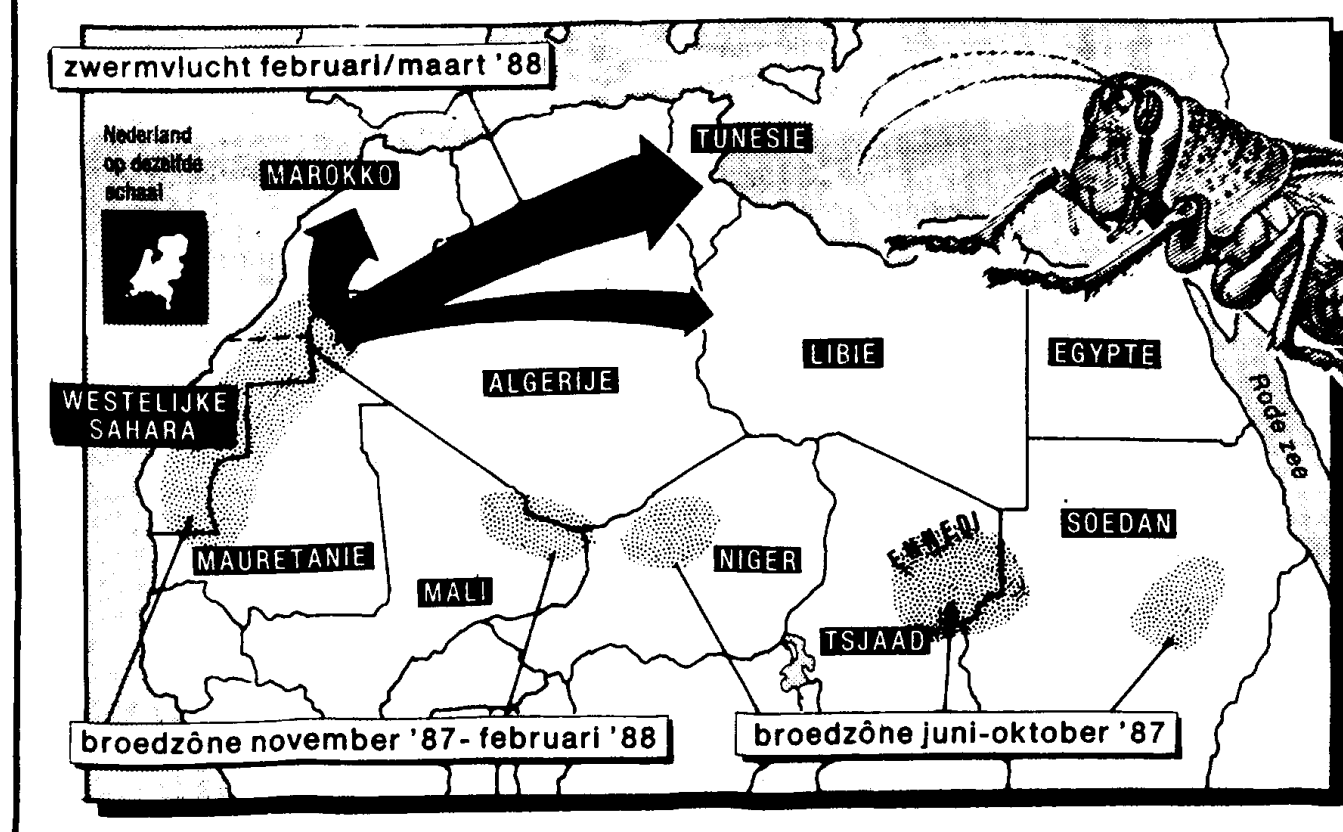 zwermvlucht februari/maart '88
Nederland
op dezelfde
schaal
TUNESIE
MAROKKO
LIBIE
EGYPTE
ALGERIJE
WESTELIJKE
SAHARA
Rode zee
SOEDAN
ENNEDI
MAURETANIE
NIGER
MALI
TSJAAD
broedzône november '87- februari '88
broedzône juni-oktober '87